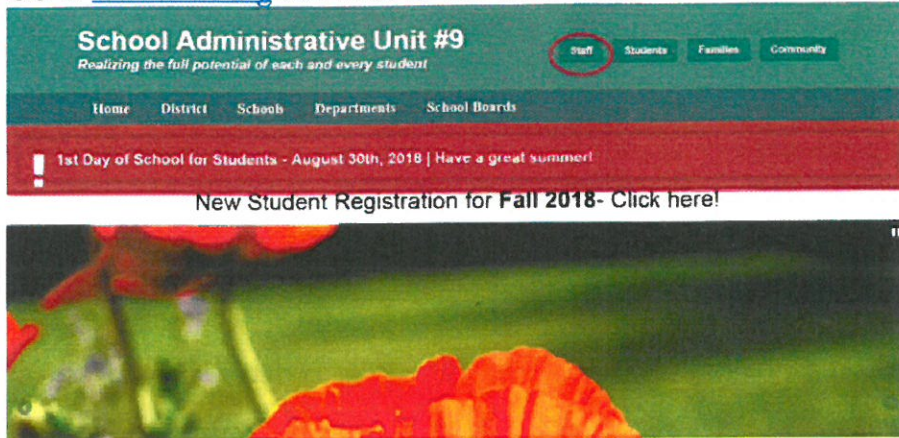 School Administrative Unit #9
Realizing the full potential of each and every student
Staff Students Families Community
Home District Schools Departments School Boards
! 1st Day of School for Students - August 30th, 2018 | Have a great summer!
New Student Registration for Fall 2018- Click here!